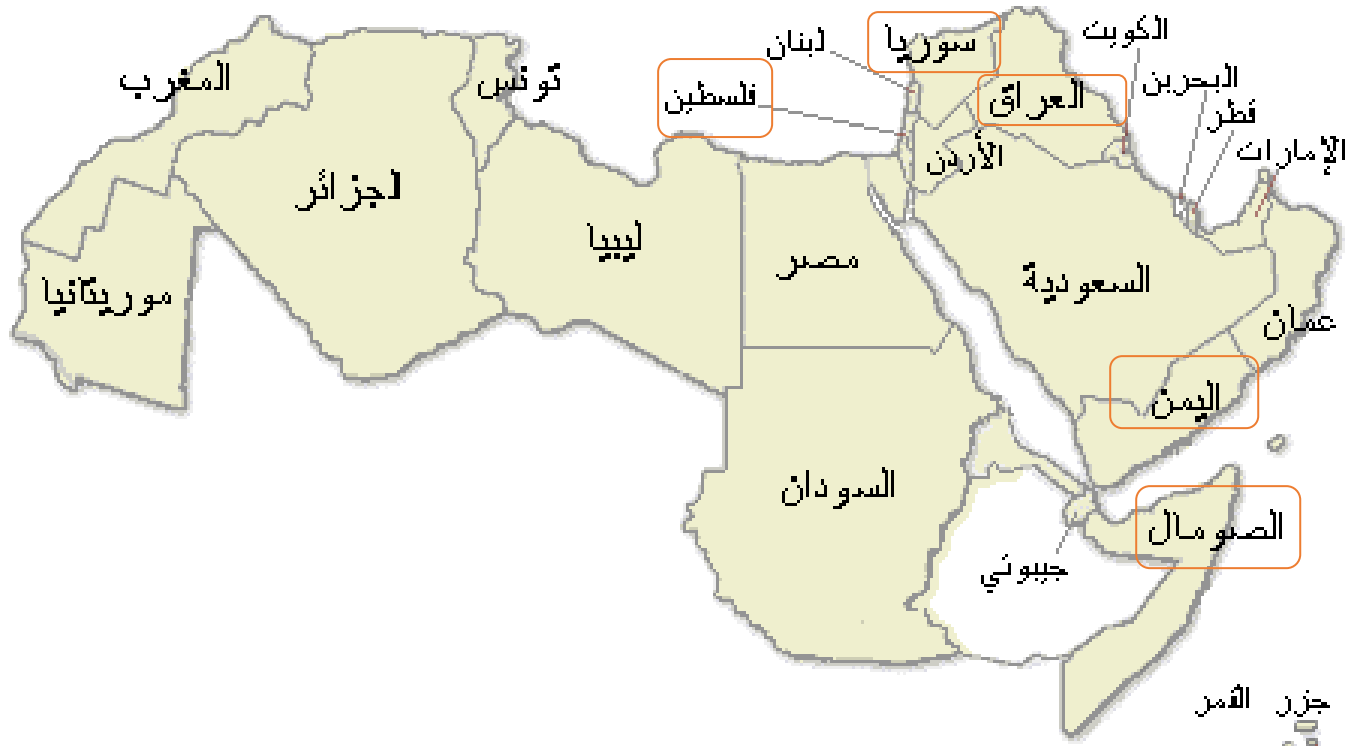 الكويت
سوريا
لبنان
المغرب
تونس
البحرين
العراق
فلسطين
قطر
الإمارات
الأردن
الجزائر
ليبيا
مصر
السعودية
موريتانيا
عمان
اليمن
السودان
الصومال
جيبوتي
جزر القمر